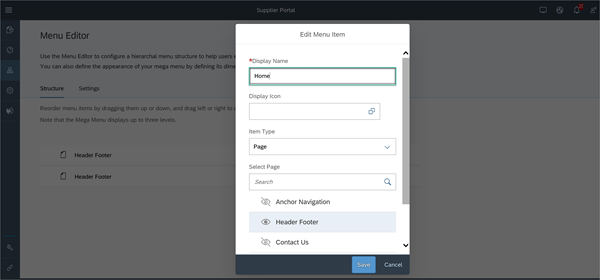 Supplier Portal
Menu Editor
Use the Menu Editor to configure a hierarchal menu structure to help users
You can also define the appearance of your mega menu by defining its
Structure
Settings
Reorder menu items by dragging them up or down, and drag left or right to
Note that the Mega Menu displays up to three levels.
Header Footer
Header Footer
Edit Menu Item
*Display Name
Home
Display Icon
Item Type
Page
Select Page
Search
Anchor Navigation
Header Footer
Contact Us
Save
Cancel